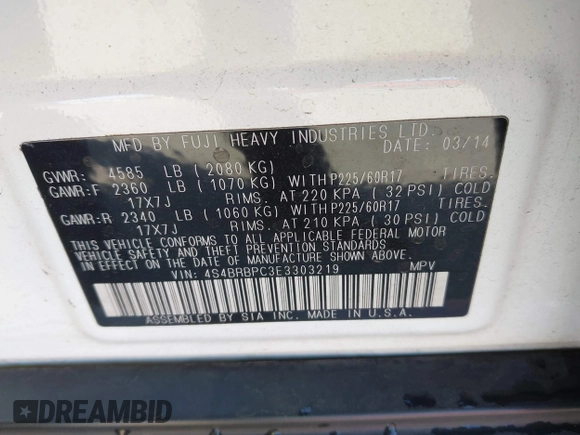 MFD BY FUJI HEAVY INDUSTRIES LTD.
DATE: 03/14
GVWR: 4585 LB ( 2080 KG)
GAWR:F 2360 LB ( 1070 KG) WITH P225/60R17 TIRES.
17X7J RIMS. AT 220 KPA ( 32 PSI) COLD
GAWR:R 2340 LB ( 1060 KG) WITH P225/60R17 TIRES.
17X7J RIMS. AT 210 KPA ( 30 PSI) COLD
THIS VEHICLE CONFORMS TO ALL APPLICABLE FEDERAL MOTOR
VEHICLE SAFETY, BUMPER, AND THEFT PREVENTION STANDARDS
IN EFFECT ON THE DATE OF MANUFACTURE SHOWN ABOVE.
VIN: 4S4BRBPC3E3303219 MPV
ASSEMBLED BY SIA INC. MADE IN U.S.A.
DREAMBID